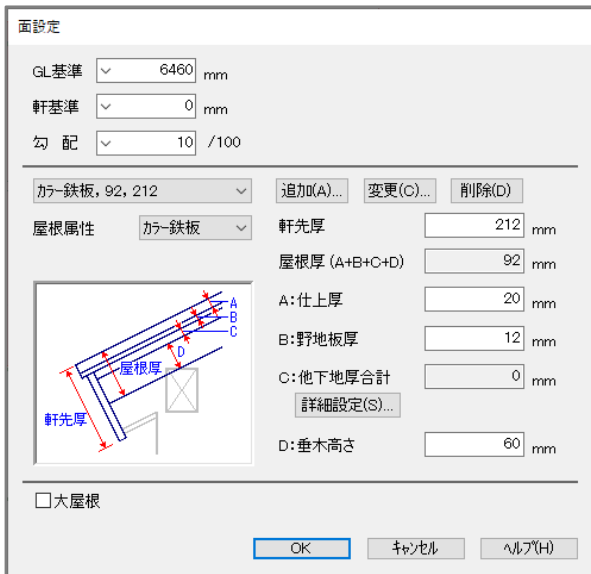 面設定
GL基準 6460 mm
軒基準 0 mm
勾 配 10 /100
カラー鉄板, 92, 212 追加(A)... 変更(C)... 削除(D)
屋根属性 カラー鉄板
軒先厚 212 mm
屋根厚 (A+B+C+D) 92 mm
A:仕上厚 20 mm
B:野地板厚 12 mm
C:他下地厚合計 0 mm
詳細設定(S)...
D:垂木高さ 60 mm
A
B
C
D
屋根厚
軒先厚
大屋根
OK キャンセル ヘルプ(H)